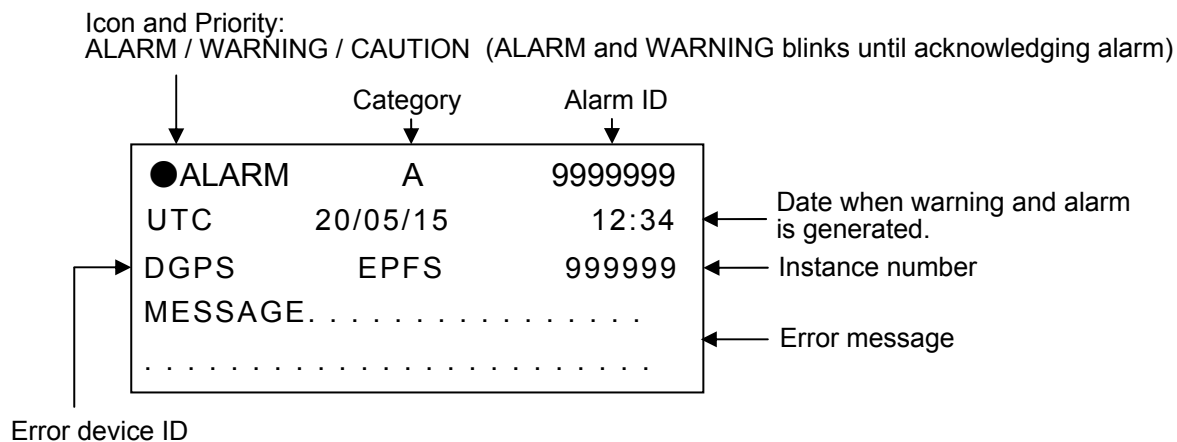 Icon and Priority:
ALARM / WARNING / CAUTION (ALARM and WARNING blinks until acknowledging alarm)
Category Alarm ID
●ALARM A 9999999
UTC 20/05/15 12:34
Date when warning and alarm
is generated.
DGPS EPFS 999999
Instance number
MESSAGE. . . . . . . . . . . . . . . . .
Error message
. . . . . . . . . . . . . . . . . . . . . . . . .
Error device ID